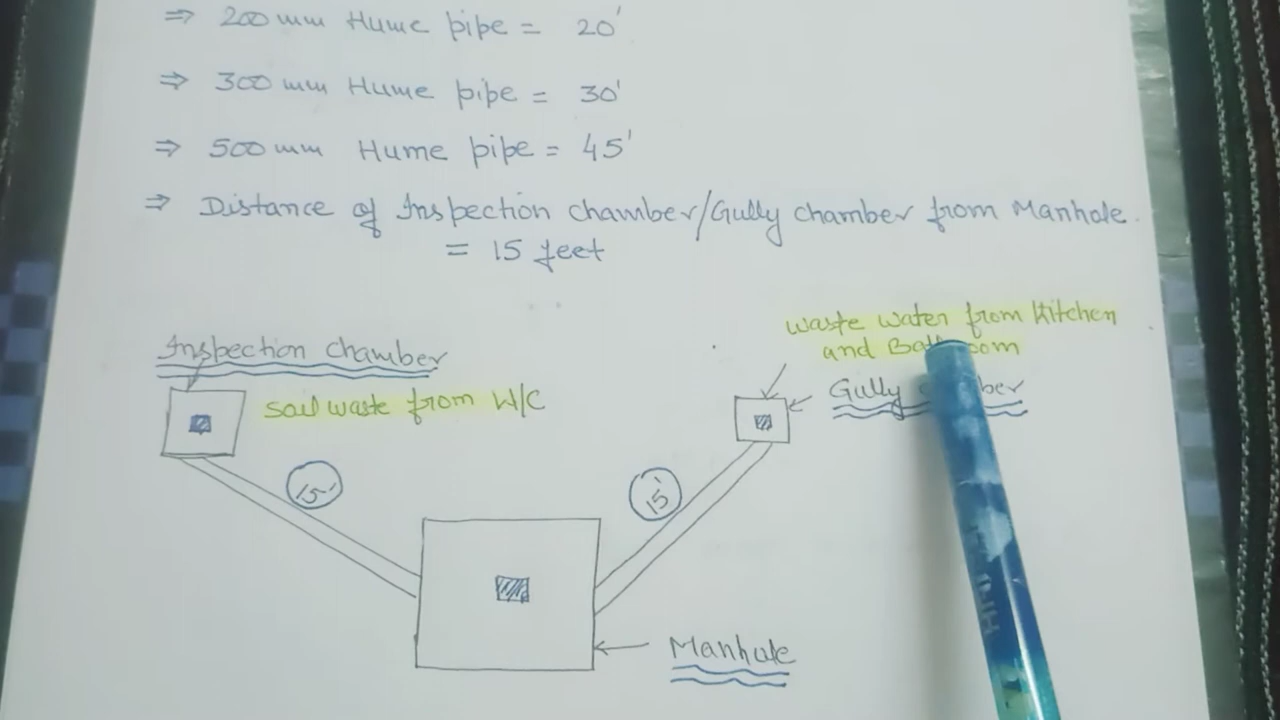 ⇒ 200 mm Hume pipe = 20'
⇒ 300 mm Hume pipe = 30'
⇒ 500 mm Hume pipe = 45'
⇒ Distance of Inspection chamber/Gully chamber from Manhole
= 15 feet
waste water from Kitchen
and
Inspection chamber
Soil waste from W/C
Gully
15'
15'
Manhole